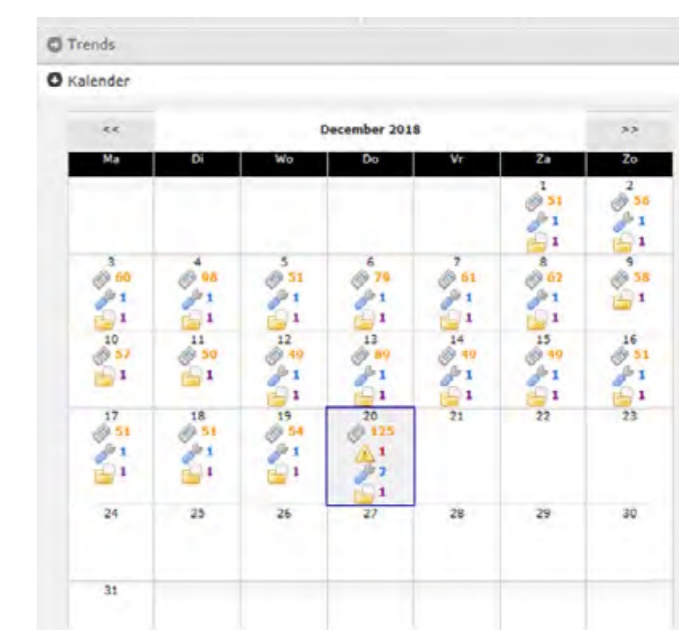 Trends
Kalender
<< December 2018 >>
Ma Di Wo Do Vr Za Zo
1 2
51 56
1 1
1 1
3 4 5 6 7 8 9
60 98 51 79 61 62 58
1 1 1 1 1 1 1
1 1 1 1 1 1
10 11 12 13 14 15 16
57 50 49 89 49 49 51
1 1 1 1 1 1 1
1 1 1 1 1
17 18 19 20 21 22 23
51 51 54 125
1 1 1 1
1 1 1 2
1
24 25 26 27 28 29 30
31